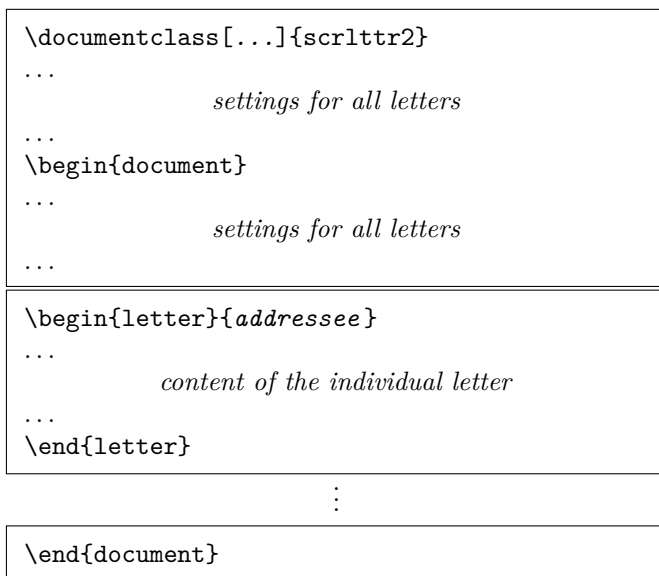 \documentclass[...]{scrlttr2}
...
settings for all letters
...
\begin{document}
...
settings for all letters
...
\begin{letter}{addressee}
...
content of the individual letter
...
\end{letter}
⋮
\end{document}